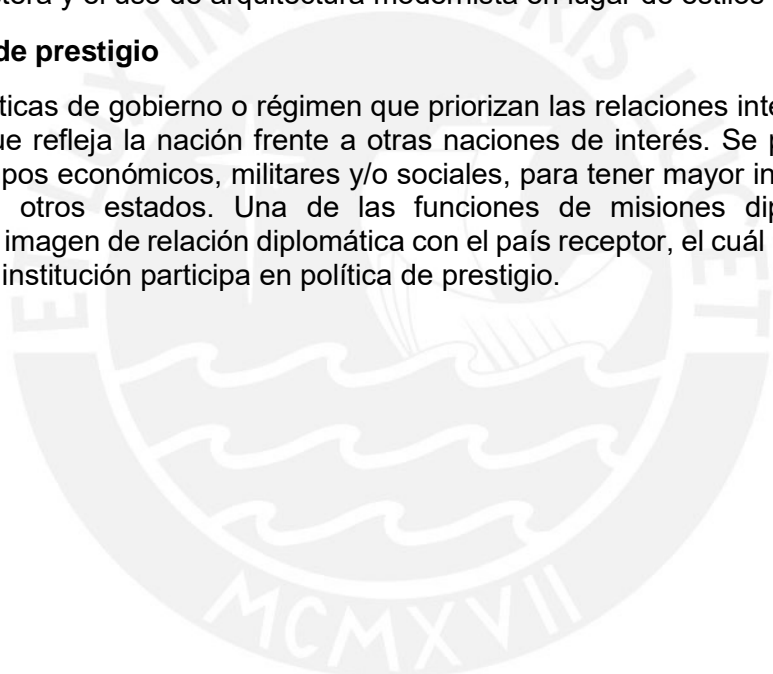 y el uso de arquitectura modernista en lugar de estilos
de prestigio
ticas de gobierno o régimen que priorizan las relaciones inte
ue refleja la nación frente a otras naciones de interés. Se p
pos económicos, militares y/o sociales, para tener mayor in
otros estados. Una de las funciones de misiones dip
imagen de relación diplomática con el país receptor, el cuál
institución participa en política de prestigio.
MCMXVII